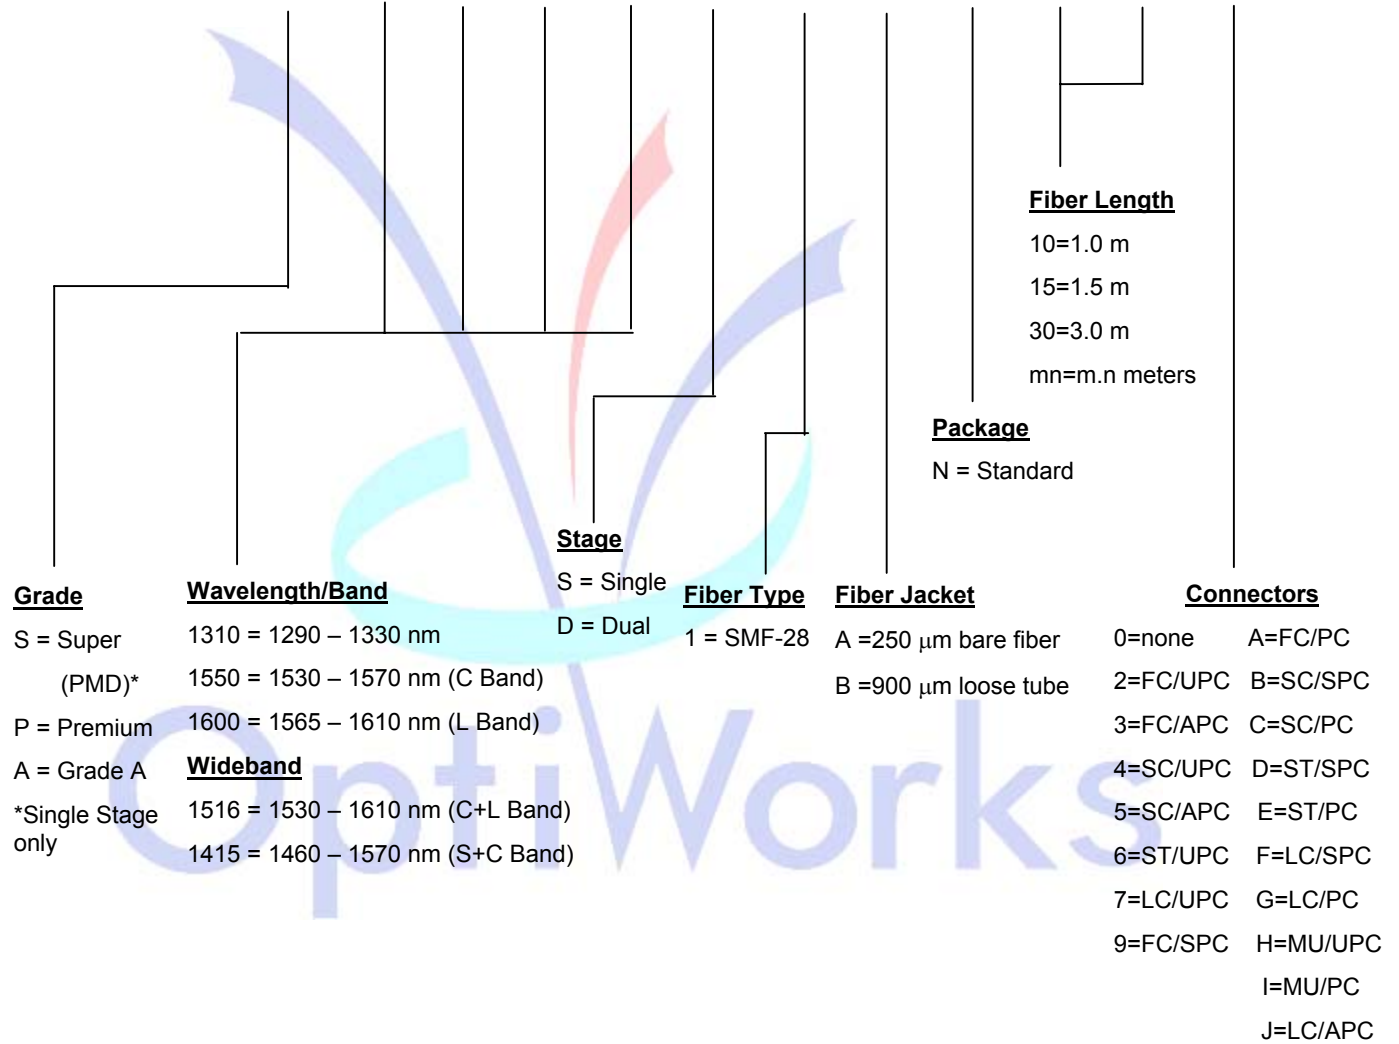 Fiber Length
10=1.0 m
15=1.5 m
30=3.0 m
mn=m.n meters
Package
N = Standard
Stage
S = Single
D = Dual
Grade
S = Super
(PMD)*
P = Premium
A = Grade A
*Single Stage
only
Wavelength/Band
1310 = 1290 – 1330 nm
1550 = 1530 – 1570 nm (C Band)
1600 = 1565 – 1610 nm (L Band)
Wideband
1516 = 1530 – 1610 nm (C+L Band)
1415 = 1460 – 1570 nm (S+C Band)
Fiber Type
1 = SMF-28
Fiber Jacket
A =250 μm bare fiber
B =900 μm loose tube
Connectors
0=none A=FC/PC
2=FC/UPC B=SC/SPC
3=FC/APC C=SC/PC
4=SC/UPC D=ST/SPC
5=SC/APC E=ST/PC
6=ST/UPC F=LC/SPC
7=LC/UPC G=LC/PC
9=FC/SPC H=MU/UPC
I=MU/PC
J=LC/APC
OptiWorks